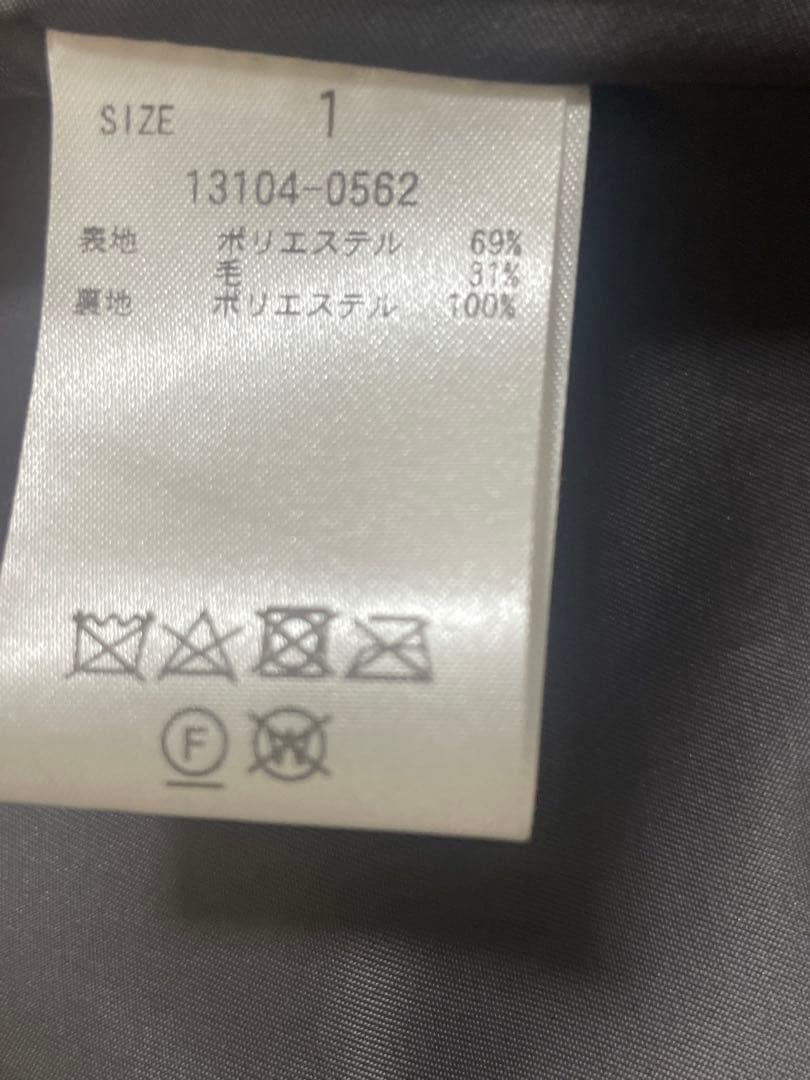 SIZE 1
13104-0562
表地 ポリエステル 69%
毛 31%
裏地 ポリエステル 100%
F W